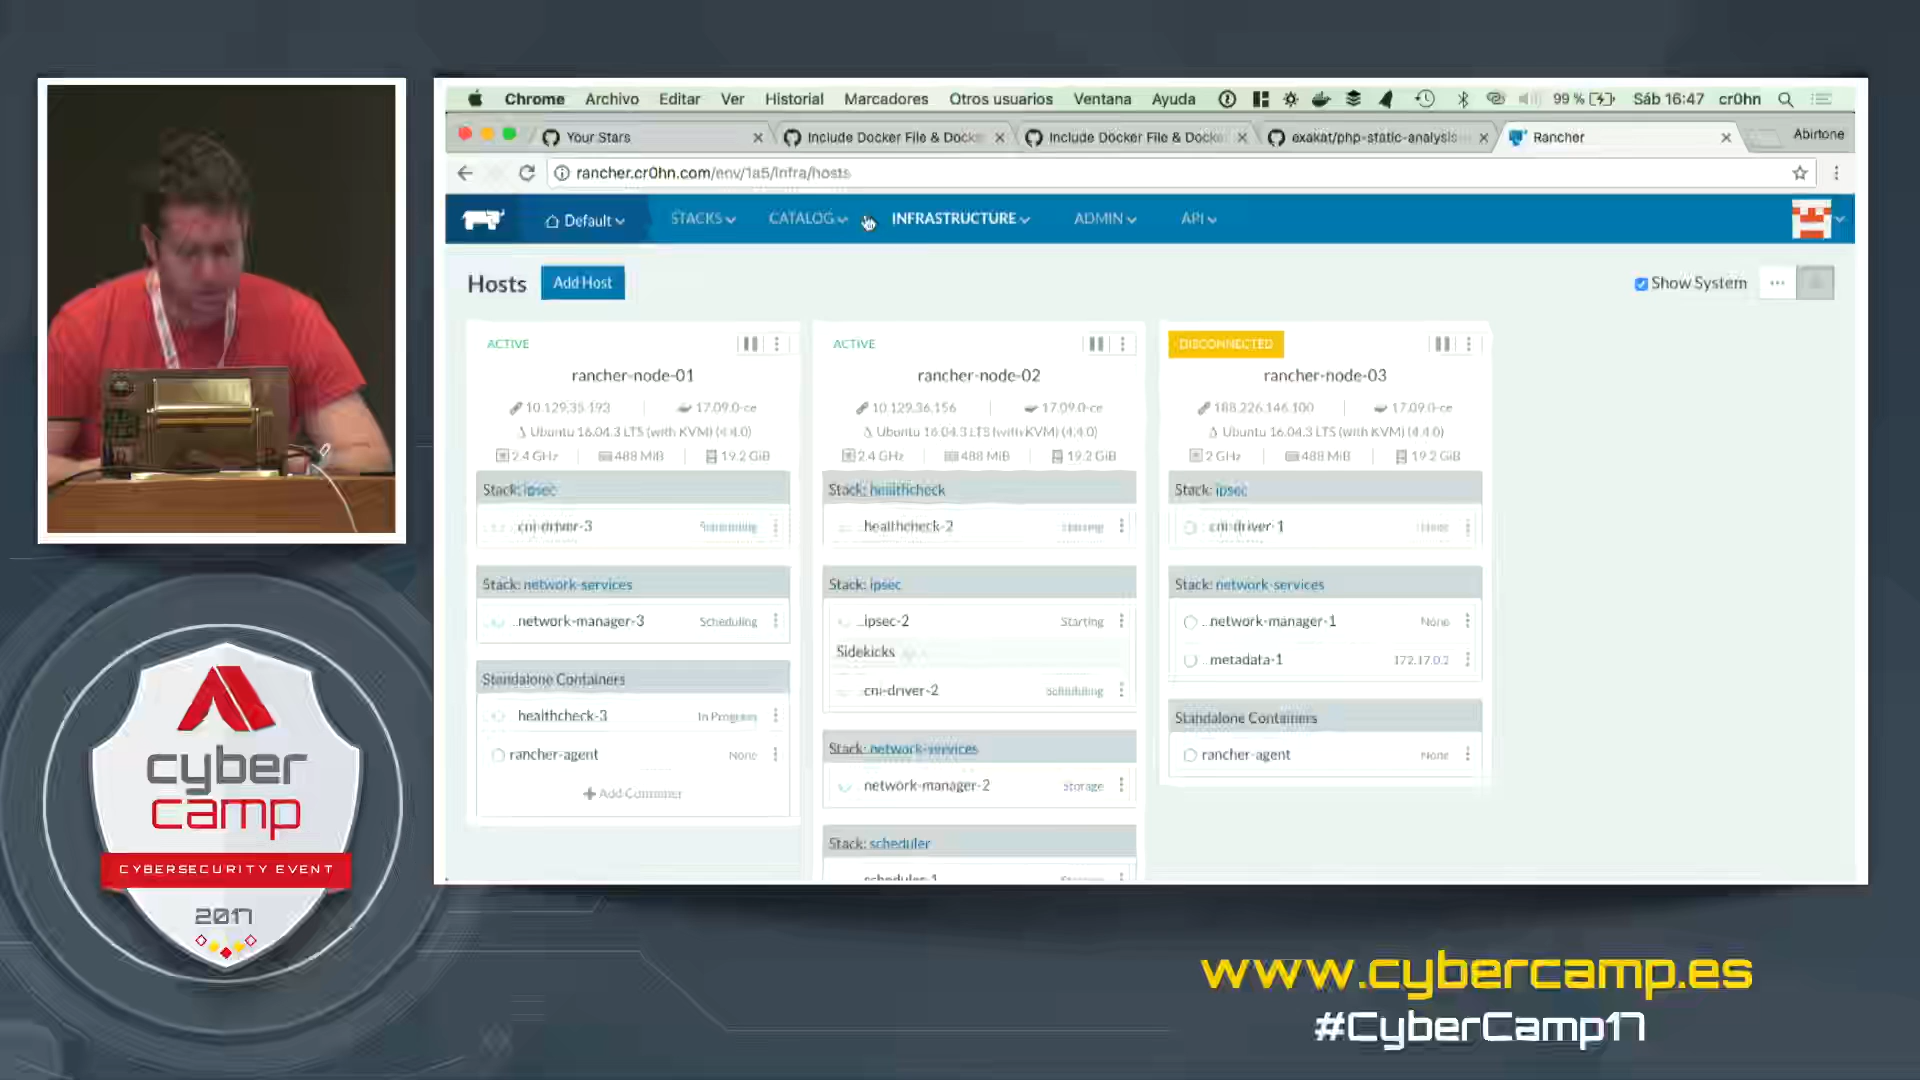 Chrome Archivo Editar Ver Historial Marcadores Otros usuarios Ventana Ayuda 99 % Sáb 16:47 cr0hn
Your Stars
Include Docker File & Docke
Include Docker File & Docke
exakat/php-static-analysis
Rancher
Abirtone
rancher.cr0hn.com/env/1a5/infra/hosts
Default STACKS CATALOG INFRASTRUCTURE ADMIN API
Hosts Add Host Show System
ACTIVE
rancher-node-01
10.129.35.193 17.09.0-ce
Ubuntu 16.04.3 LTS (with KVM) (4.4.0)
2.4 GHz 488 MiB 19.2 GiB
Stack: ipsec
cni-driver-3
Stack: network-services
network-manager-3 Scheduling
Standalone Containers
healthcheck-3 In Progress
rancher-agent None
Add Container
ACTIVE
rancher-node-02
10.129.36.156 17.09.0-ce
Ubuntu 16.04.3 LTS (with KVM) (4.4.0)
2.4 GHz 488 MiB 19.2 GiB
Stack: healthcheck
healthcheck-2
Stack: ipsec
ipsec-2 Starting
Sidekicks
cni-driver-2 Scheduling
Stack: network-services
network-manager-2 Storage
Stack: scheduler
scheduler-1
DISCONNECTED
rancher-node-03
188.226.146.100 17.09.0-ce
Ubuntu 16.04.3 LTS (with KVM) (4.4.0)
2 GHz 488 MiB 19.2 GiB
Stack: ipsec
cni-driver-1 None
Stack: network-services
network-manager-1 None
metadata-1 172.17.0.2
Standalone Containers
rancher-agent None
cyber
camp
CYBERSECURITY EVENT
2017
www.cybercamp.es
#CyberCamp17